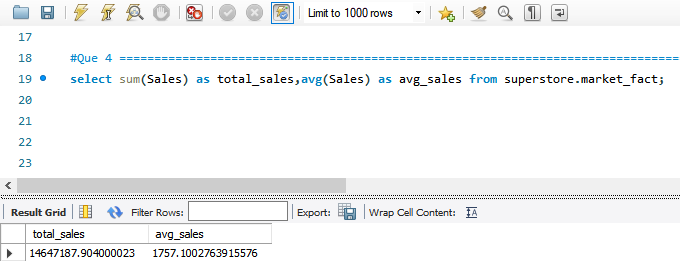 Limit to 1000 rows
17
18 #Que 4 ================================================================================
19 select sum(Sales) as total_sales,avg(Sales) as avg_sales from superstore.market_fact;
20
21
22
23
Result Grid Filter Rows: Export: Wrap Cell Content:
total_sales avg_sales
14647187.904000023 1757.1002763915576